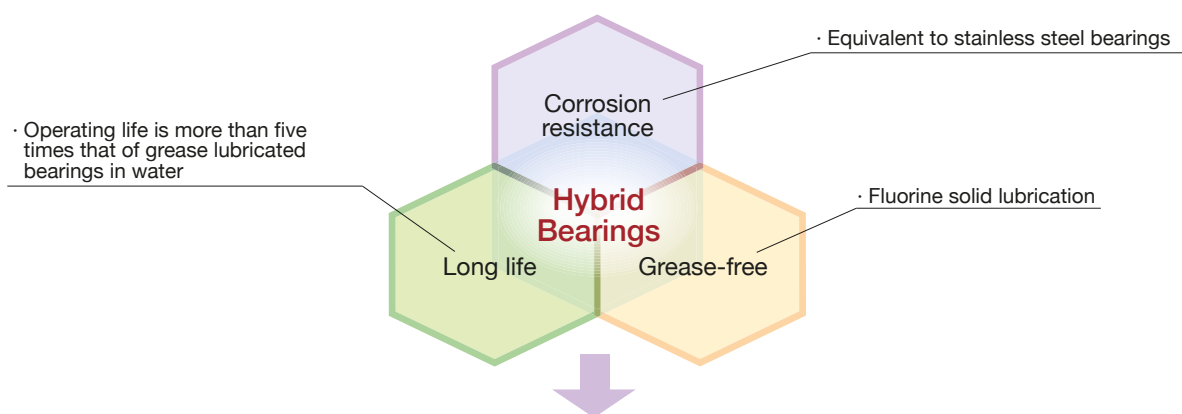 · Equivalent to stainless steel bearings
Corrosion
resistance
· Operating life is more than five
times that of grease lubricated
bearings in water
Hybrid
Bearings
· Fluorine solid lubrication
Long life
Grease-free